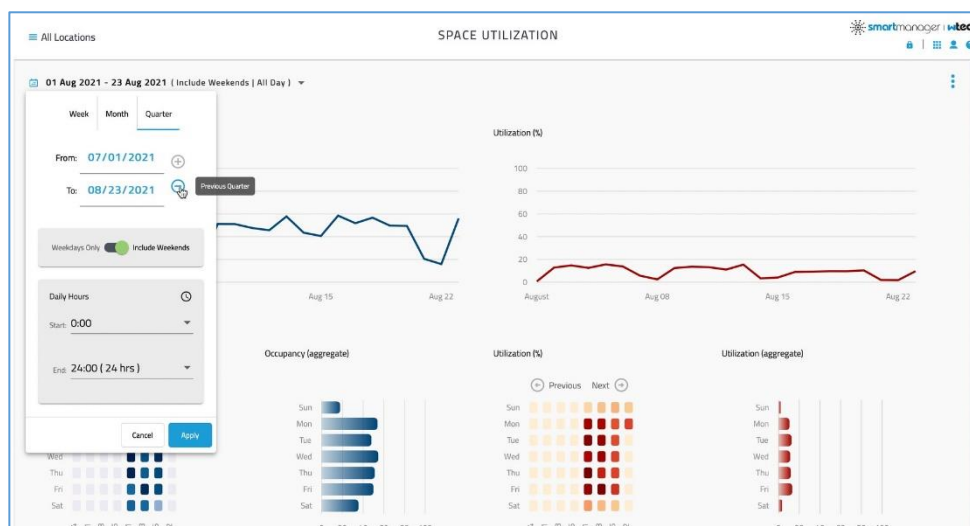 All Locations
SPACE UTILIZATION
smartmanager
01 Aug 2021 - 23 Aug 2021 ( Include Weekends | All Day )
Week Month Quarter
From: 07/01/2021
To: 08/23/2021
Previous Quarter
Weekdays Only Include Weekends
Daily Hours
Start: 0:00
End: 24:00 ( 24 hrs )
Cancel Apply
Utilization (%)
100
80
60
40
20
0
Aug 15 Aug 22
August Aug 08 Aug 15 Aug 22
Occupancy (aggregate)
Utilization (%)
Utilization (aggregate)
Previous Next
Wed
Thu
Fri
Sat
Sun
Mon
Tue
Wed
Thu
Fri
Sat
Sun
Mon
Tue
Wed
Thu
Fri
Sat
Sun
Mon
Tue
Wed
Thu
Fri
Sat